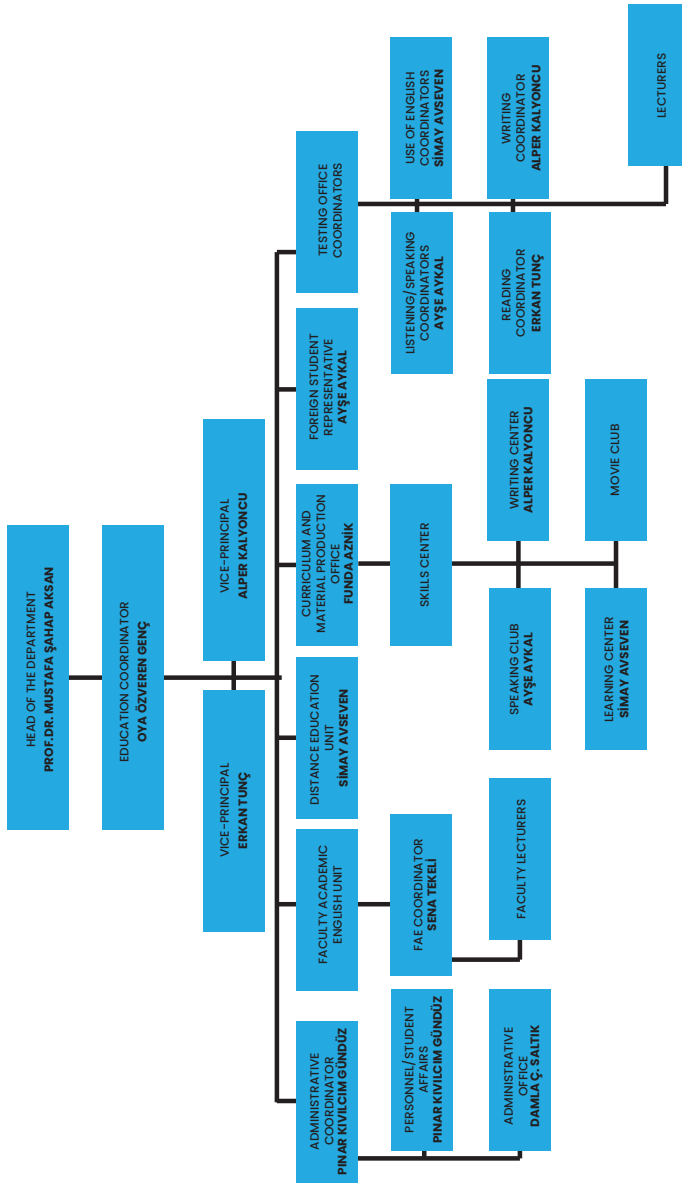 HEAD OF THE DEPARTMENT
PROF.DR. MUSTAFA ŞAHAP AKSAN
EDUCATION COORDINATOR
OYA ÖZVEREN GENÇ
VICE-PRINCIPAL
ERKAN TUNÇ
VICE-PRINCIPAL
ALPER KALYONCU
ADMINISTRATIVE
COORDINATOR
PINAR KIVILCIM GÜNDÜZ
FACULTY ACADEMIC
ENGLISH UNIT
DISTANCE EDUCATION
UNIT
SİMAY AVSEVEN
CURRICULUM AND
MATERIAL PRODUCTION
OFFICE
FUNDA AZNİK
FOREIGN STUDENT
REPRESENTATIVE
AYŞE AYKAL
TESTING OFFICE
COORDINATORS
PERSONNEL/STUDENT
AFFAIRS
PINAR KIVILCIM GÜNDÜZ
FAE COORDINATOR
SENA TEKELİ
SKILLS CENTER
LISTENING/SPEAKING
COORDINATORS
AYŞE AYKAL
USE OF ENGLISH
COORDINATORS
SİMAY AVSEVEN
ADMINISTRATIVE
OFFICE
DAMLA Ç. SALTIK
FACULTY LECTURERS
SPEAKING CLUB
AYŞE AYKAL
WRITING CENTER
ALPER KALYONCU
READING
COORDINATOR
ERKAN TUNÇ
WRITING
COORDINATOR
ALPER KALYONCU
LEARNING CENTER
SİMAY AVSEVEN
MOVIE CLUB
LECTURERS